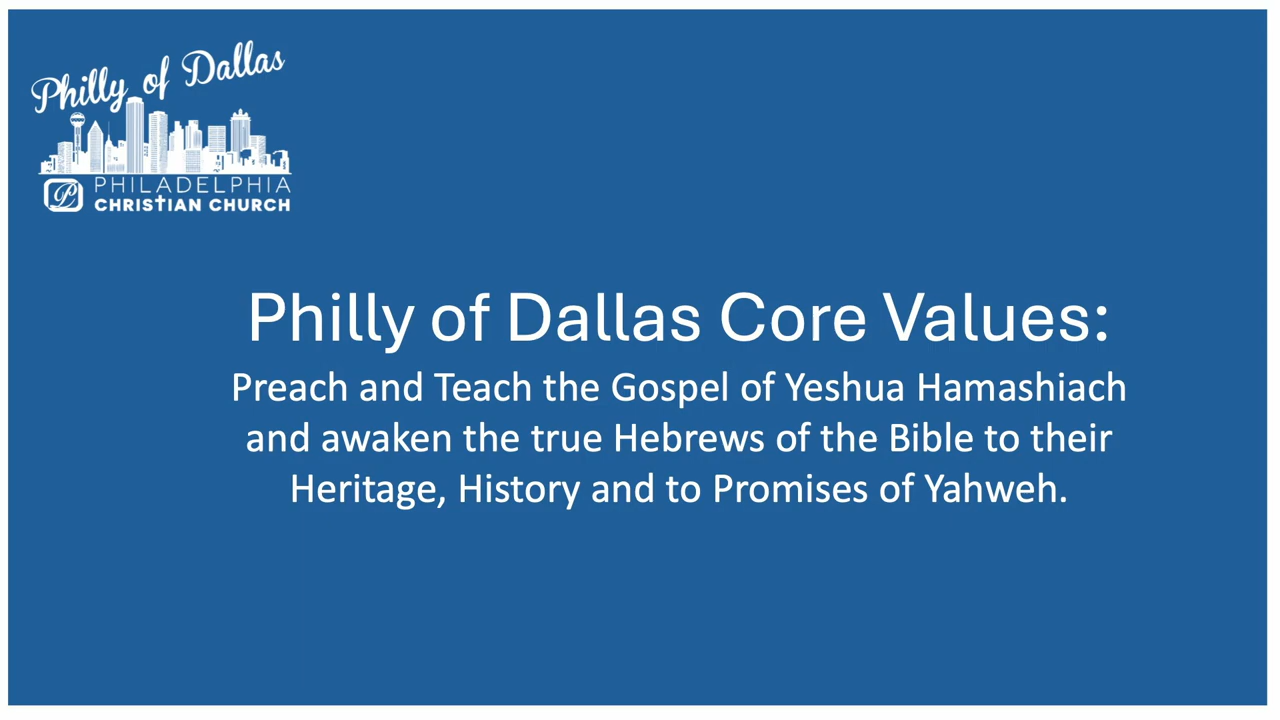 Philly of Dallas
PHILADELPHIA
CHRISTIAN CHURCH
Philly of Dallas Core Values:
Preach and Teach the Gospel of Yeshua Hamashiach
and awaken the true Hebrews of the Bible to their
Heritage, History and to Promises of Yahweh.